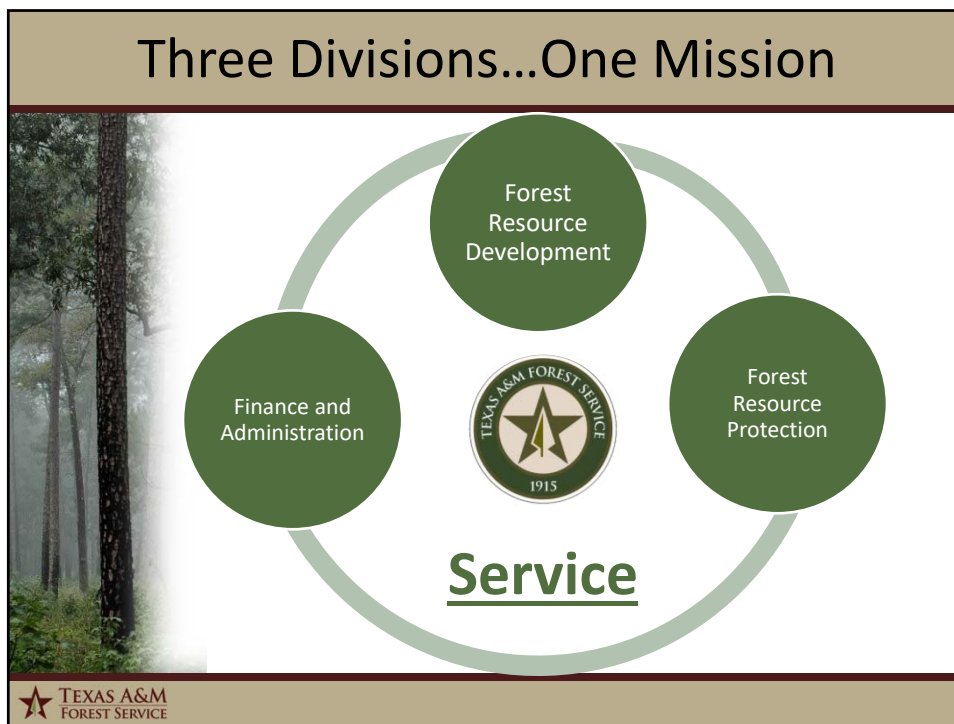 Three Divisions...One Mission
Forest
Resource
Development
Finance and
Administration
TEXAS A&M FOREST SERVICE
1915
Forest
Resource
Protection
Service
TEXAS A&M
FOREST SERVICE